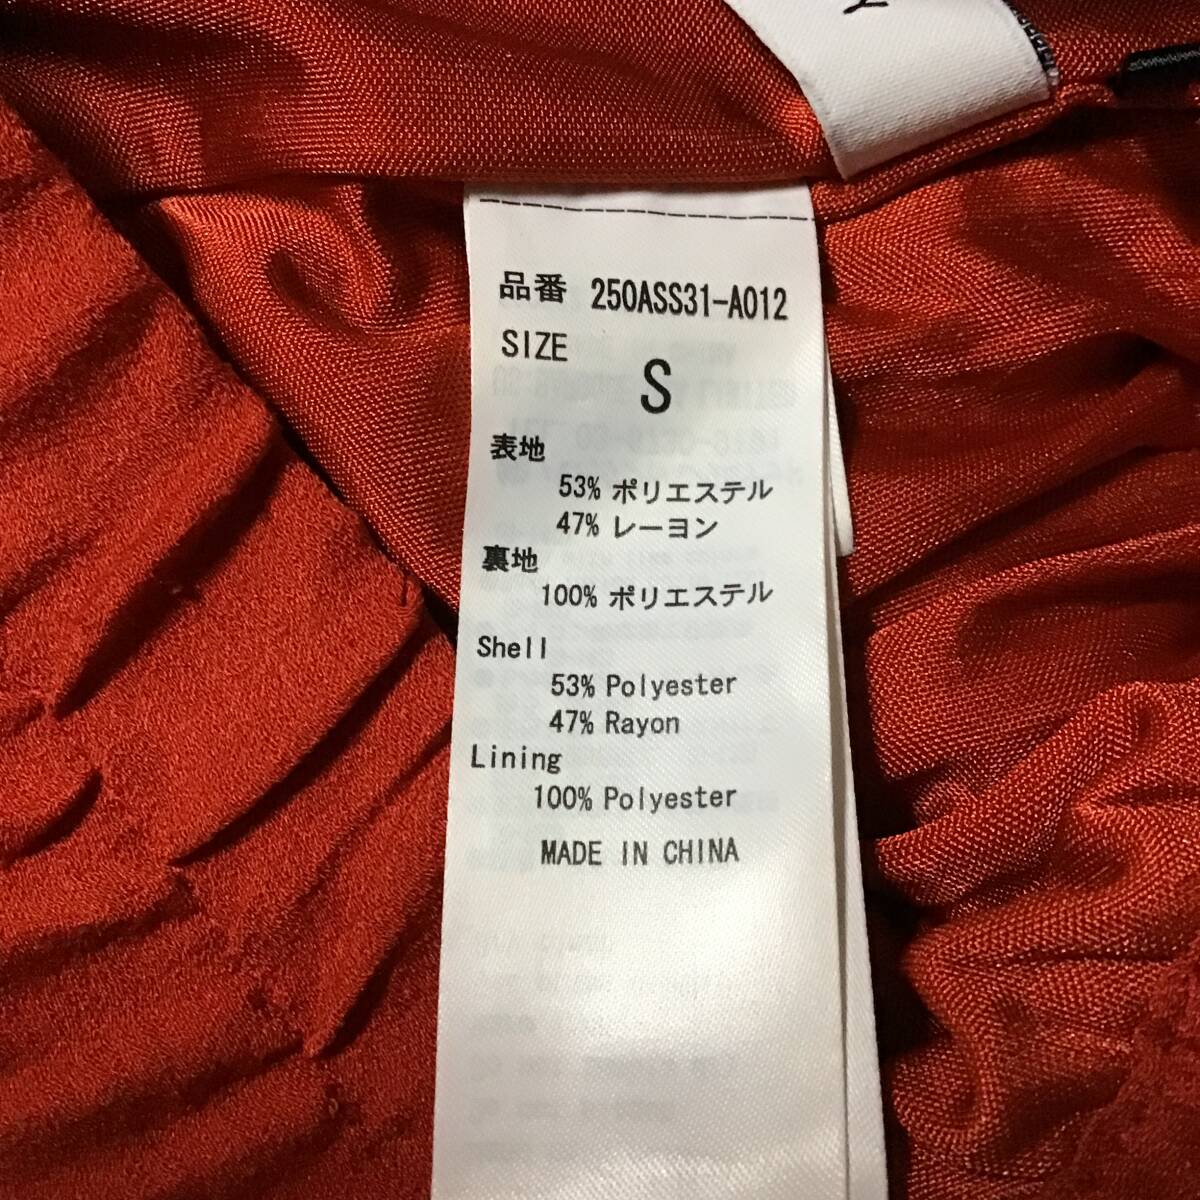 Y
品番 250ASS31-A012
SIZE
S
表地
53% ポリエステル
47% レーヨン
裏地
100% ポリエステル
Shell
53% Polyester
47% Rayon
Lining
100% Polyester
MADE IN CHINA